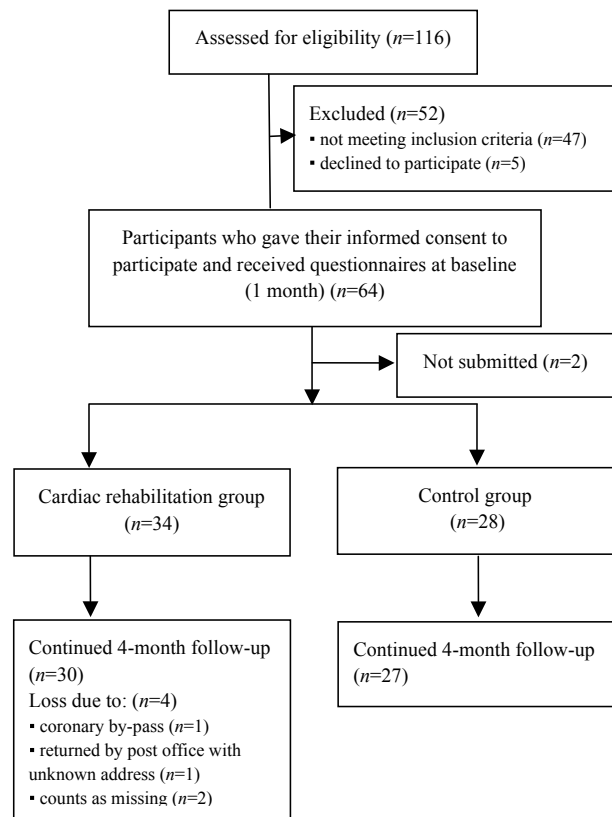 Assessed for eligibility (n=116)
Excluded (n=52)
▪ not meeting inclusion criteria (n=47)
▪ declined to participate (n=5)
Participants who gave their informed consent to
participate and received questionnaires at baseline
(1 month) (n=64)
Not submitted (n=2)
Cardiac rehabilitation group
(n=34)
Control group
(n=28)
Continued 4-month follow-up
(n=30)
Loss due to: (n=4)
▪ coronary by-pass (n=1)
▪ returned by post office with
unknown address (n=1)
▪ counts as missing (n=2)
Continued 4-month follow-up
(n=27)